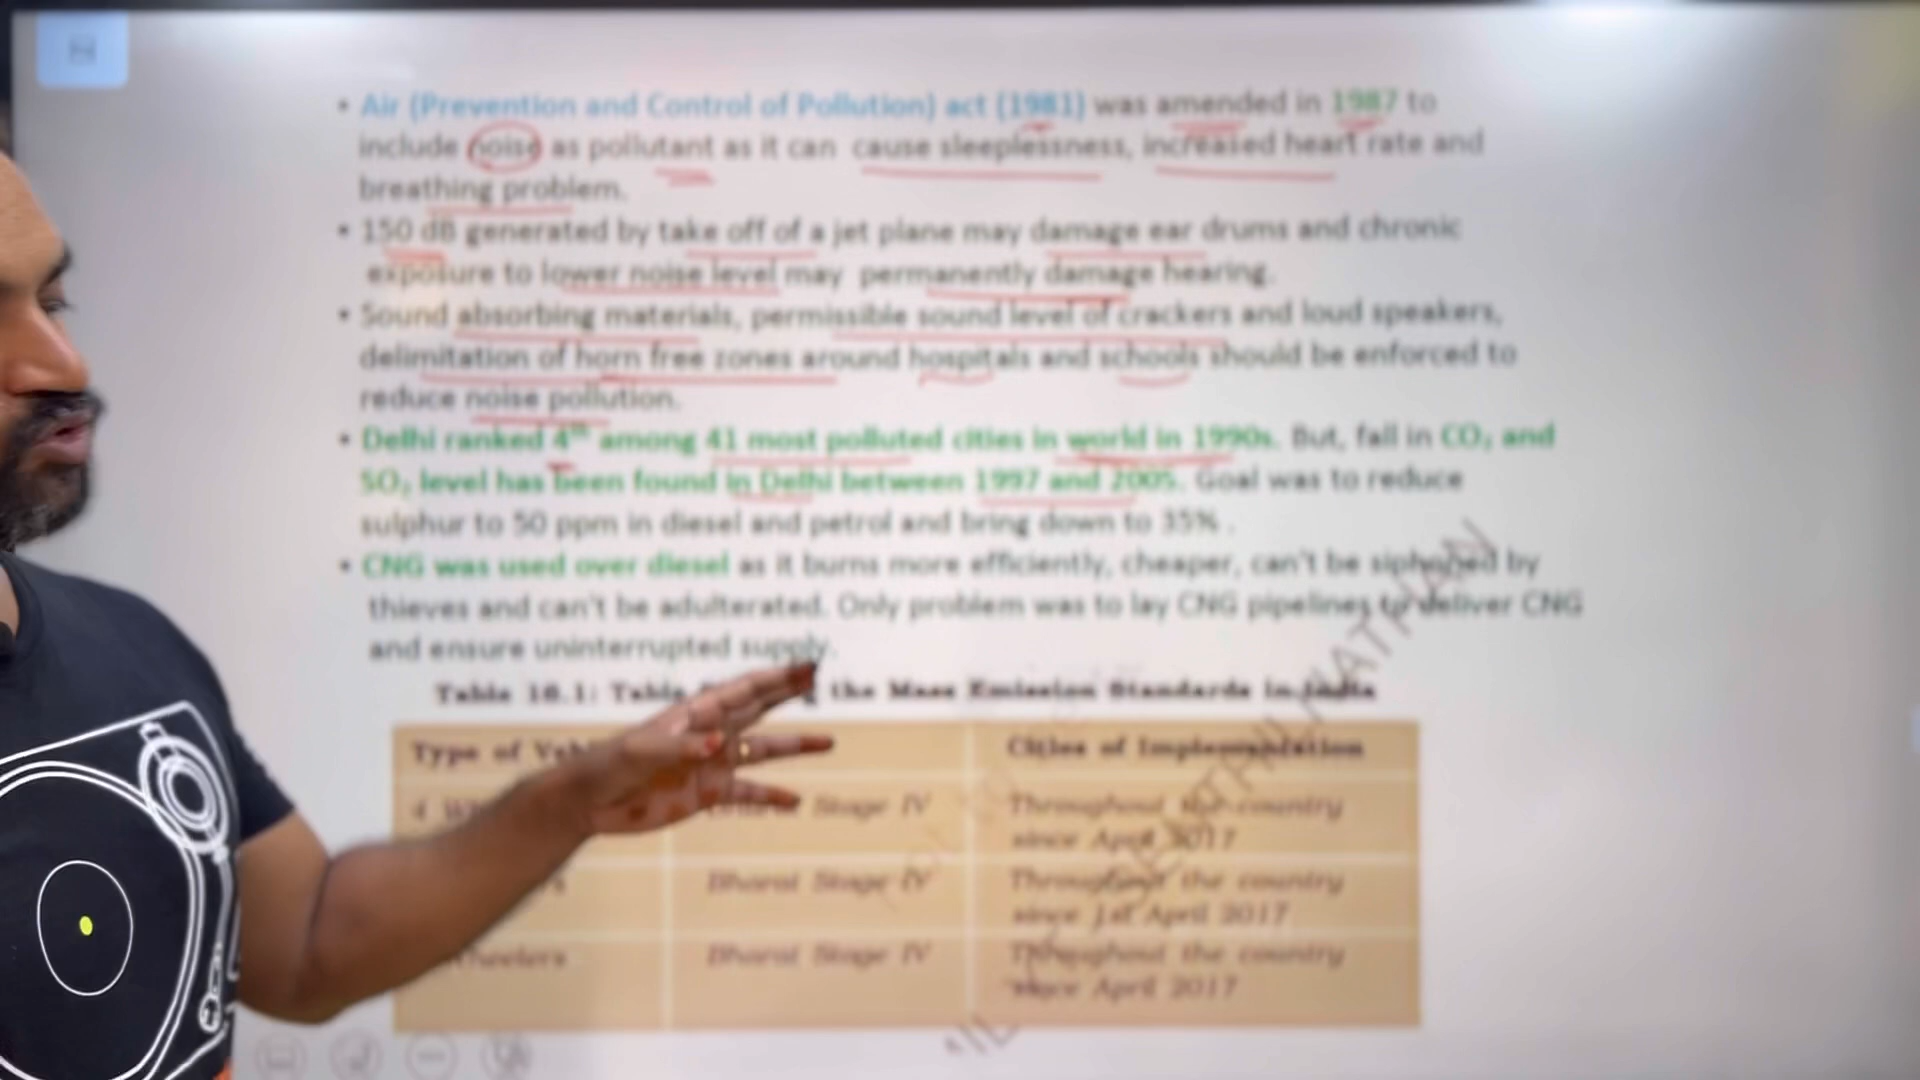 • Air (Prevention and Control of Pollution) act (1981) was amended in 1987 to
include noise as pollutant as it can cause sleeplessness, increased heart rate and
breathing problem.
• 150 dB generated by take off of a jet plane may damage ear drums and chronic
exposure to lower noise level may permanently damage hearing.
• Sound absorbing materials, permissible sound level of crackers and loud speakers,
delimitation of horn free zones around hospitals and schools should be enforced to
reduce noise pollution.
• Delhi ranked 4th among 41 most polluted cities in world in 1990s. But, fall in CO₂ and
SO₂ level has been found in Delhi between 1997 and 2005. Goal was to reduce
sulphur to 50 ppm in diesel and petrol and bring down to 35% .
• CNG was used over diesel as it burns more efficiently, cheaper, can't be siphoned by
thieves and can't be adulterated. Only problem was to lay CNG pipelines to deliver CNG
and ensure uninterrupted supply.
Table 16.1: Table the Mass Emission Standards in India
Type of Cities of Implementation
4 Stage IV Throughout the country
since April 2017
Bharat Stage IV Throughout the country
since 1st April 2017
Bharat Stage IV Throughout the country
since April 2017